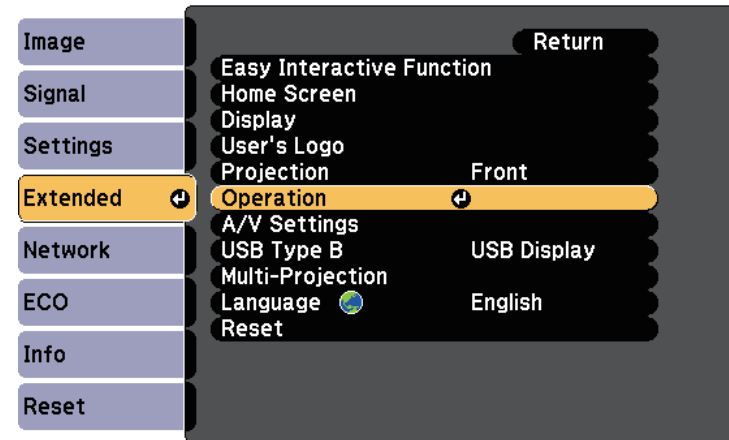 Image
Signal
Settings
Extended
Network
ECO
Info
Reset
Return
Easy Interactive Function
Home Screen
Display
User's Logo
Projection Front
Operation
A/V Settings
USB Type B USB Display
Multi-Projection
Language English
Reset